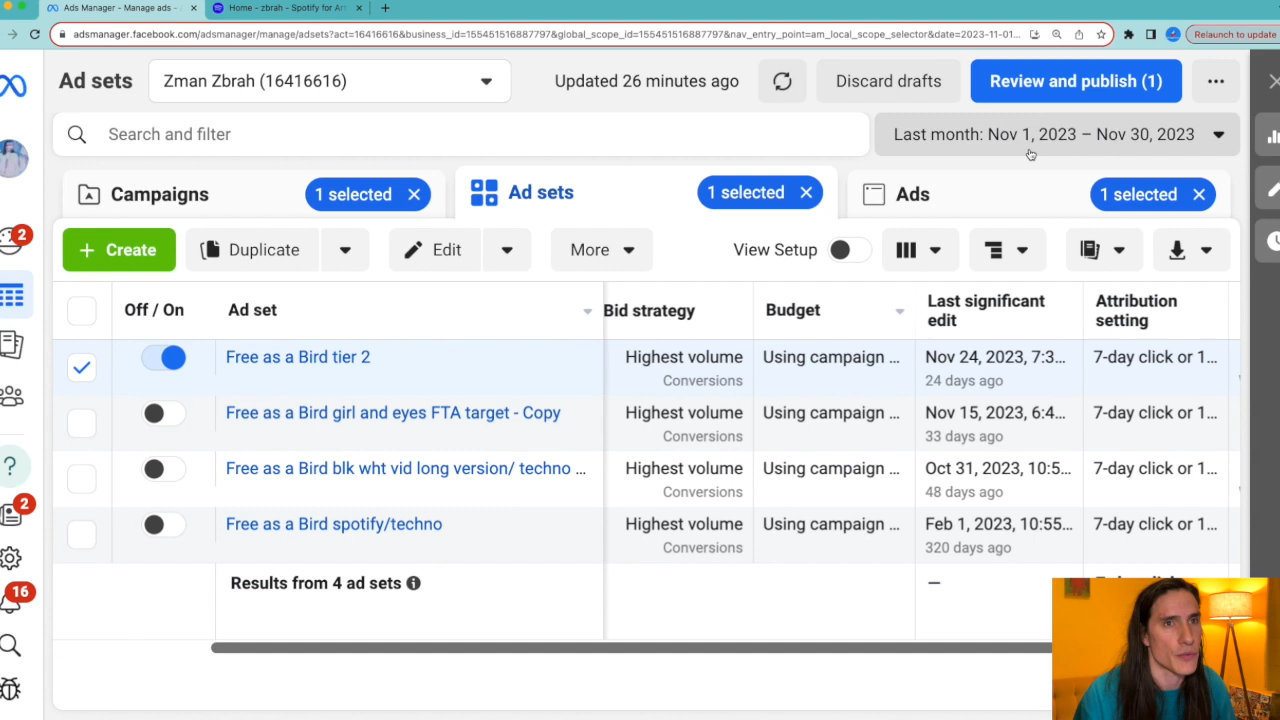 Ads Manager - Manage ads -
Home - zbrah - Spotify for Art
adsmanager.facebook.com/adsmanager/manage/adsets?act=16416616&business_id=155451516887797&global_scope_id=155451516887797&nav_entry_point=am_local_scope_selector&date=2023-11-01...
Relaunch to update
Ad sets
Zman Zbrah (16416616)
Updated 26 minutes ago
Discard drafts
Review and publish (1)
Search and filter
Last month: Nov 1, 2023 – Nov 30, 2023
Campaigns
1 selected
Ad sets
1 selected
Ads
1 selected
2
+ Create
Duplicate
Edit
More
View Setup
Off / On
Ad set
Bid strategy
Budget
Last significant
edit
Attribution
setting
Free as a Bird tier 2
Highest volume
Conversions
Using campaign ...
Nov 24, 2023, 7:3...
24 days ago
7-day click or 1...
Free as a Bird girl and eyes FTA target - Copy
Highest volume
Conversions
Using campaign ...
Nov 15, 2023, 6:4...
33 days ago
7-day click or 1...
Free as a Bird blk wht vid long version/ techno ...
Highest volume
Conversions
Using campaign ...
Oct 31, 2023, 10:5...
48 days ago
7-day click or 1...
2
Free as a Bird spotify/techno
Highest volume
Conversions
Using campaign ...
Feb 1, 2023, 10:55...
320 days ago
7-day click or 1...
16
Results from 4 ad sets
—